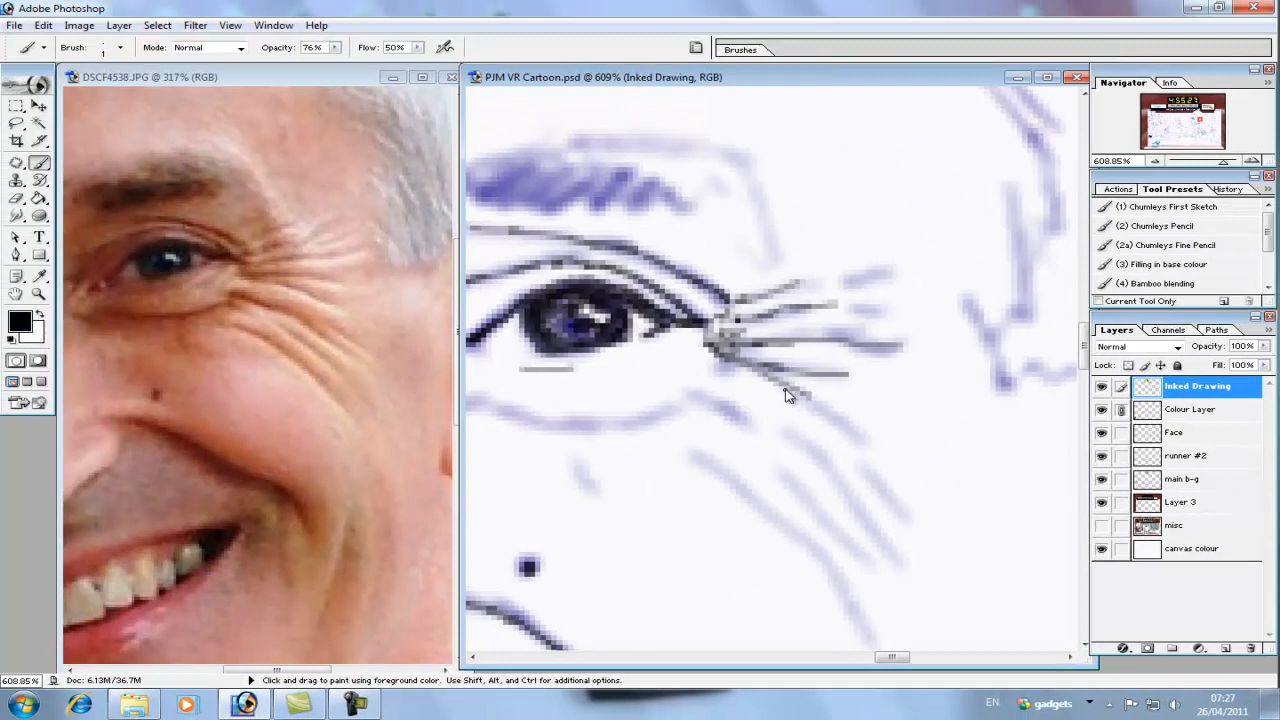 Adobe Photoshop
File Edit Image Layer Select Filter View Window Help
Brush: 1 Mode: Normal Opacity: 76% Flow: 50% Brushes
DSCF4538.JPG @ 317% (RGB)
PJM VR Cartoon.psd @ 609% (Inked Drawing, RGB)
Navigator Info
4.55.27
608.85%
Actions Tool Presets History
(1) Chumleys First Sketch
(2) Chumleys Pencil
(2a) Chumleys Fine Pencil
(3) Filling in base colour
(4) Bamboo blending
Current Tool Only
Layers Channels Paths
Normal Opacity: 100%
Lock: Fill: 100%
Inked Drawing
Colour Layer
Face
runner #2
main b-g
Layer 3
misc
canvas colour
T
608.85% Doc: 6.13M/36.7M Click and drag to paint using foreground color. Use Shift, Alt, and Ctrl for additional options.
EN gadgets 07:27
26/04/2011